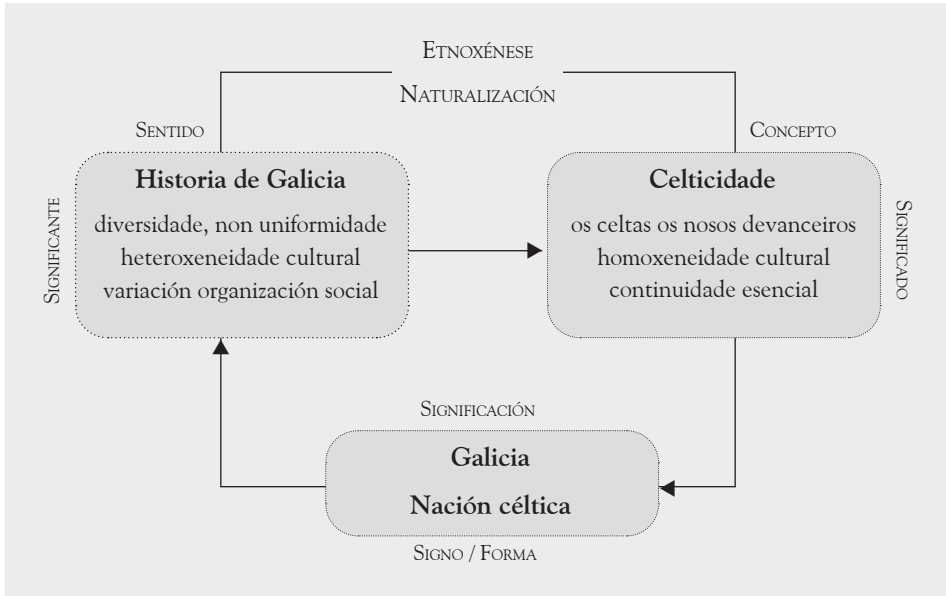 Etnoxénese
Naturalización
Sentido
Concepto
Significante
Historia de Galicia
diversidade, non uniformidade
heteroxeneidade cultural
variación organización social
Celticidade
os celtas os nosos devanceiros
homoxeneidade cultural
continuidade esencial
Significado
Significación
Galicia
Nación céltica
Signo / Forma